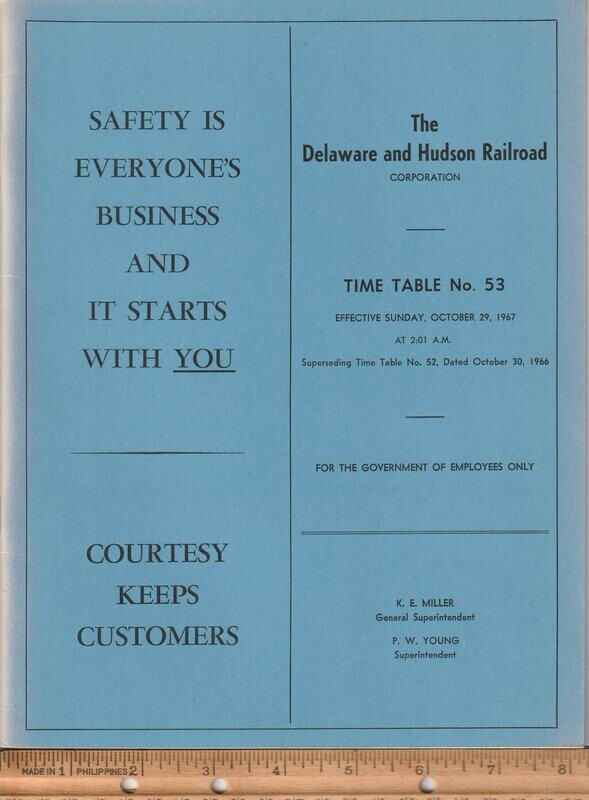 SAFETY IS
EVERYONE'S
BUSINESS
AND
IT STARTS
WITH YOU
COURTESY
KEEPS
CUSTOMERS
The
Delaware and Hudson Railroad
CORPORATION
TIME TABLE No. 53
EFFECTIVE SUNDAY, OCTOBER 29, 1967
AT 2:01 A.M.
Superseding Time Table No. 52, Dated October 30, 1966
FOR THE GOVERNMENT OF EMPLOYEES ONLY
K. E. MILLER
General Superintendent
P. W. YOUNG
Superintendent
MADE IN 1 PHILIPPINES 2 3 4 5 6 7 8